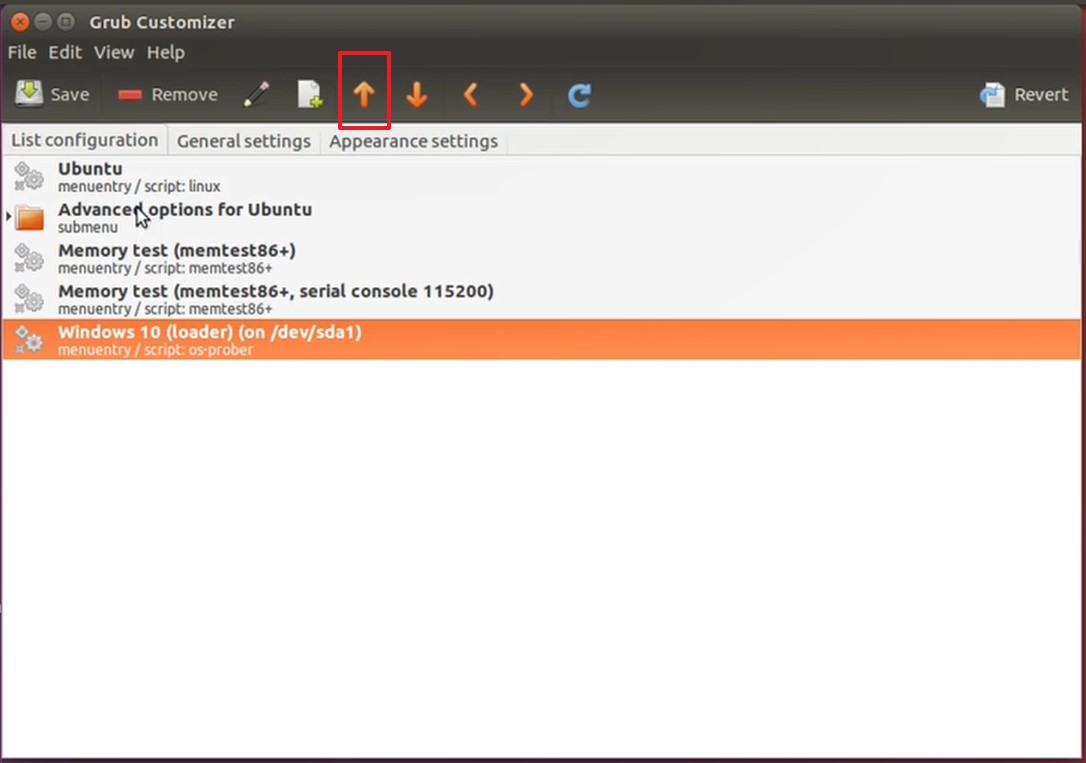 Grub Customizer
File Edit View Help
Save Remove Revert
List configuration General settings Appearance settings
Ubuntu
menuentry / script: linux
Advanced options for Ubuntu
submenu
Memory test (memtest86+)
menuentry / script: memtest86+
Memory test (memtest86+, serial console 115200)
menuentry / script: memtest86+
Windows 10 (loader) (on /dev/sda1)
menuentry / script: os-prober